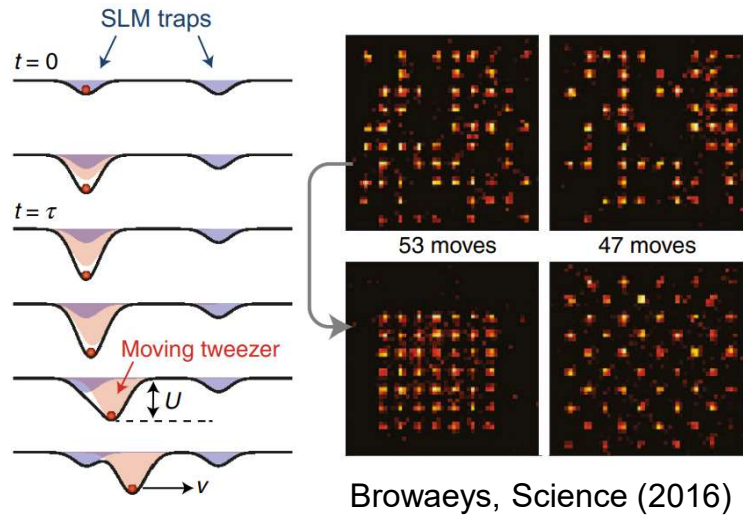 SLM traps
t = 0
t = τ
Moving tweezer
U
v
53 moves
47 moves
Browaeys, Science (2016)